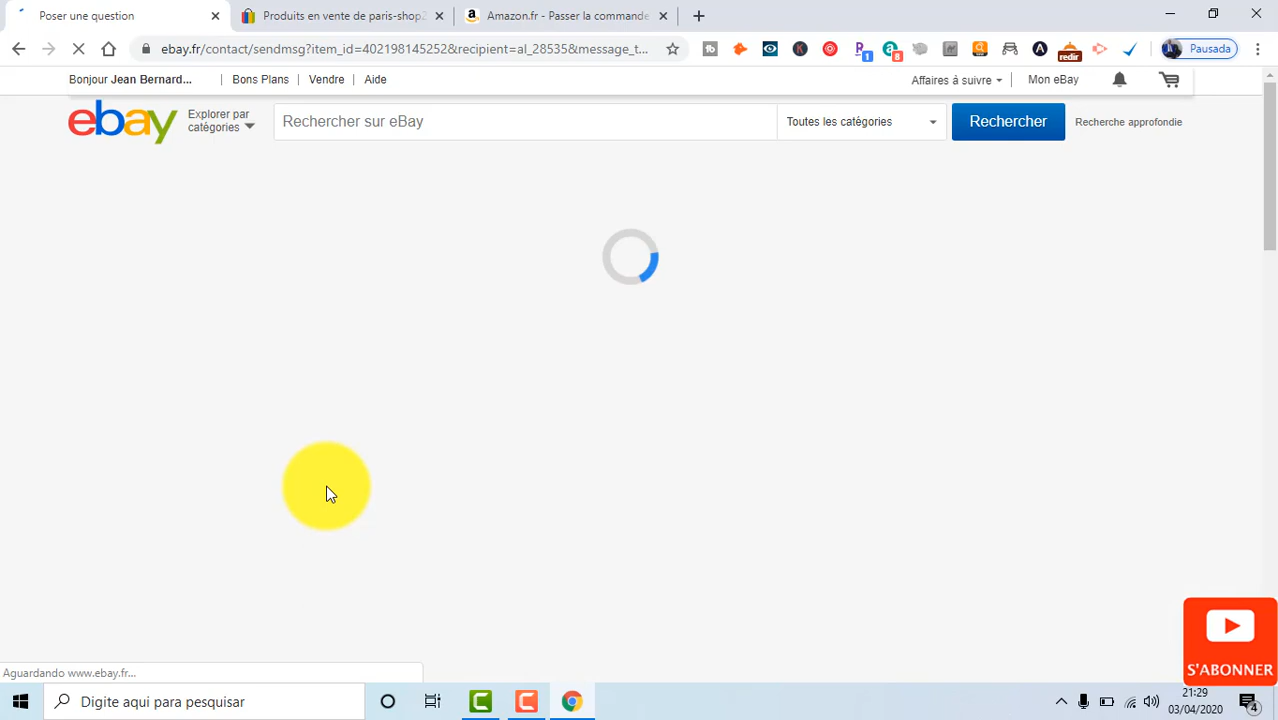 Poser une question
Produits en vente de paris-shop2
Amazon.fr - Passer la commande
ebay.fr/contact/sendmsg?item_id=402198145252&recipient=al_28535&message_t...
Pausada
Bonjour Jean Bernard...
Bons Plans
Vendre
Aide
Affaires à suivre
Mon eBay
ebay
Explorer par
catégories
Rechercher sur eBay
Toutes les catégories
Rechercher
Recherche approfondie
S'ABONNER
Aguardando www.ebay.fr...
Digite aqui para pesquisar
21:29
03/04/2020
4